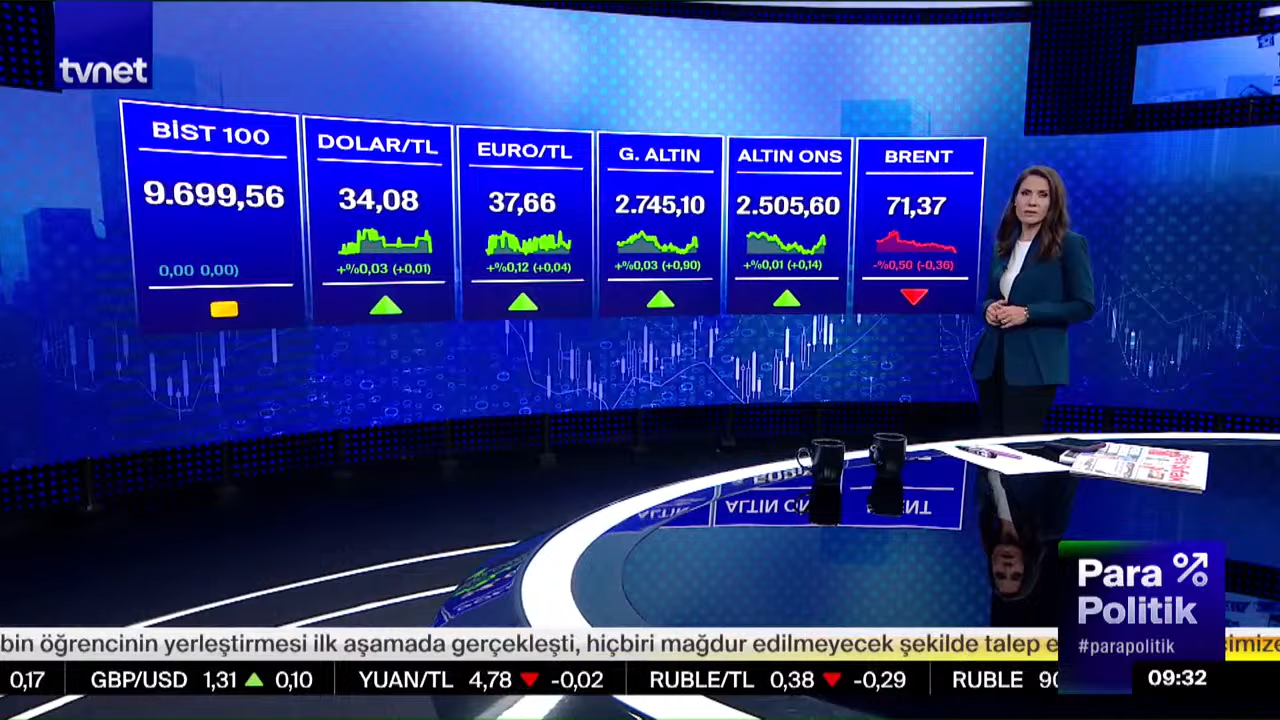 tvnet
BİST 100
9.699,56
0,00 0,00)
DOLAR/TL
34,08
+%0,03 (+0,01)
EURO/TL
37,66
+%0,12 (+0,04)
G. ALTIN
2.745,10
+%0,03 (+0,90)
ALTIN ONS
2.505,60
+%0,01 (+0,14)
BRENT
71,37
-%0,50 (-0,36)
Para %
Politik
#parapolitik
bin öğrencinin yerleştirmesi ilk aşamada gerçekleşti, hiçbiri mağdur edilmeyecek şekilde talep
0,17 GBP/USD 1,31 0,10 YUAN/TL 4,78 -0,02 RUBLE/TL 0,38 -0,29 RUBLE
09:32